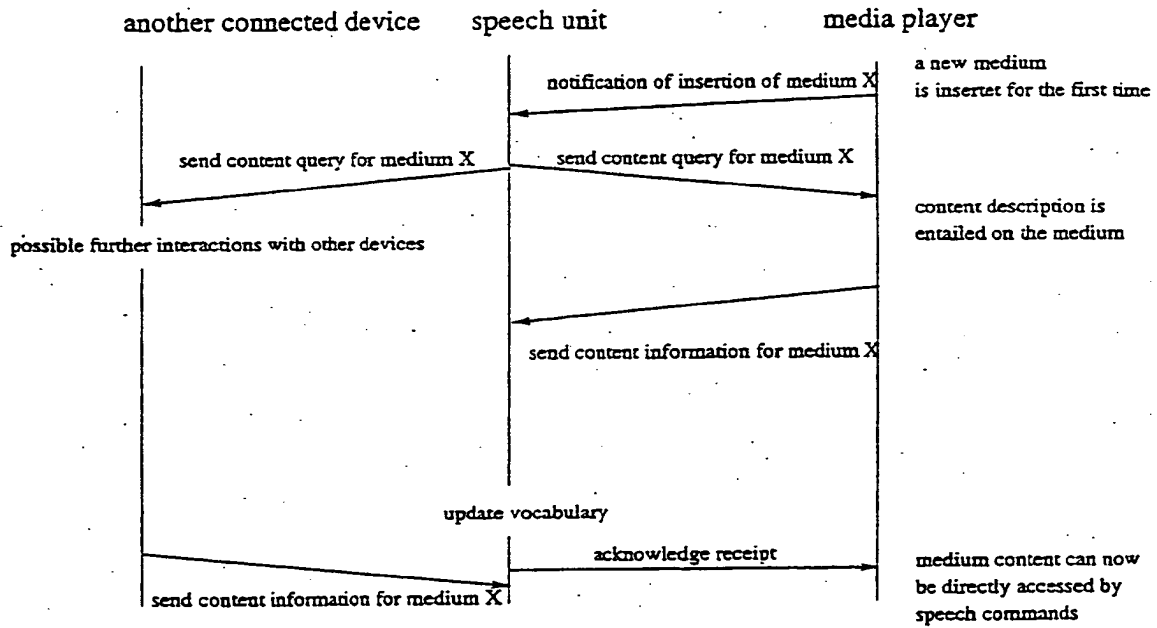 another connected device speech unit media player
a new medium
is insertet for the first time
notification of insertion of medium X
send content query for medium X
send content query for medium X
content description is
entailed on the medium
possible further interactions with other devices
send content information for medium X
update vocabulary
acknowledge receipt
medium content can now
be directly accessed by
speech commands
send content information for medium X